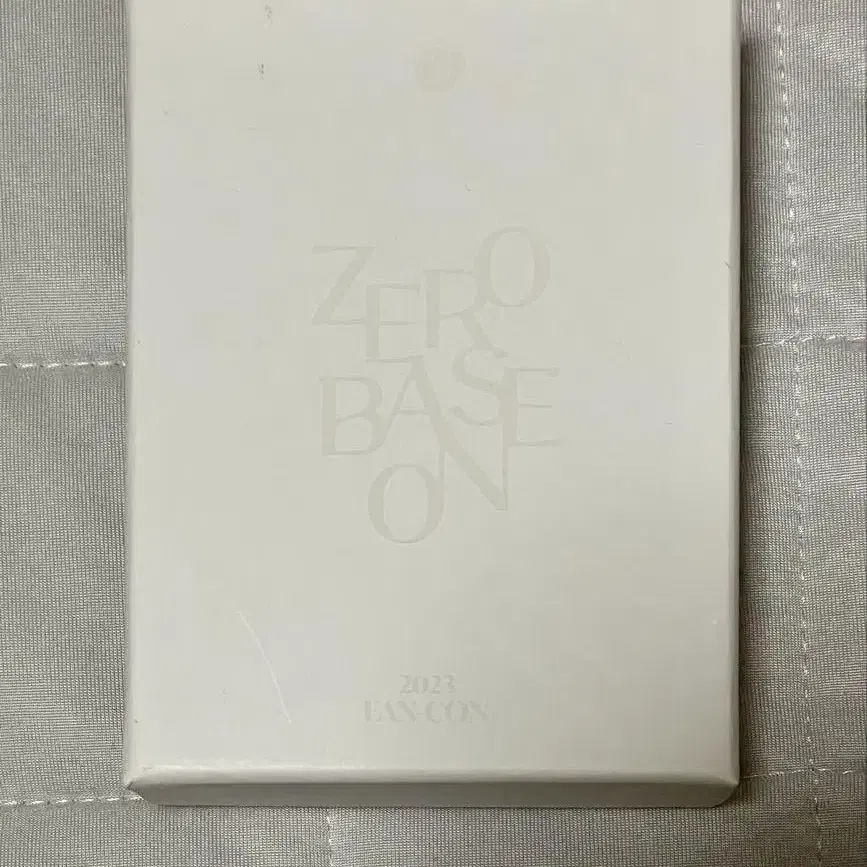 ZERO
BASE
ON
2023
FAN-CON